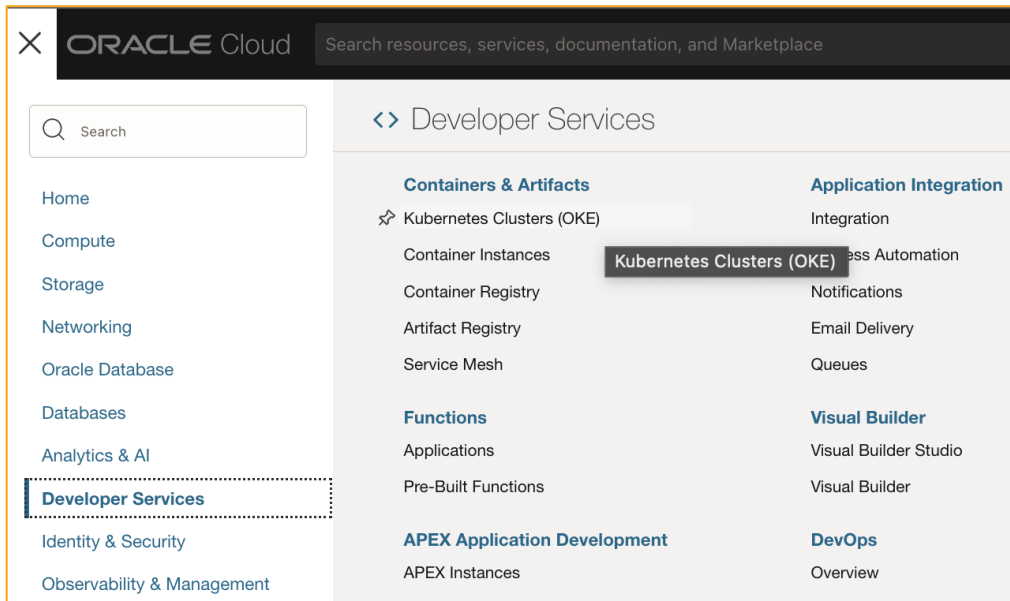 ORACLE Cloud
Search resources, services, documentation, and Marketplace
Search
Home
Compute
Storage
Networking
Oracle Database
Databases
Analytics & AI
Developer Services
Identity & Security
Observability & Management
Developer Services
Containers & Artifacts
Kubernetes Clusters (OKE)
Kubernetes Clusters (OKE)
Container Instances
Container Registry
Artifact Registry
Service Mesh
Functions
Applications
Pre-Built Functions
APEX Application Development
APEX Instances
Application Integration
Integration
Automation
Notifications
Email Delivery
Queues
Visual Builder
Visual Builder Studio
Visual Builder
DevOps
Overview